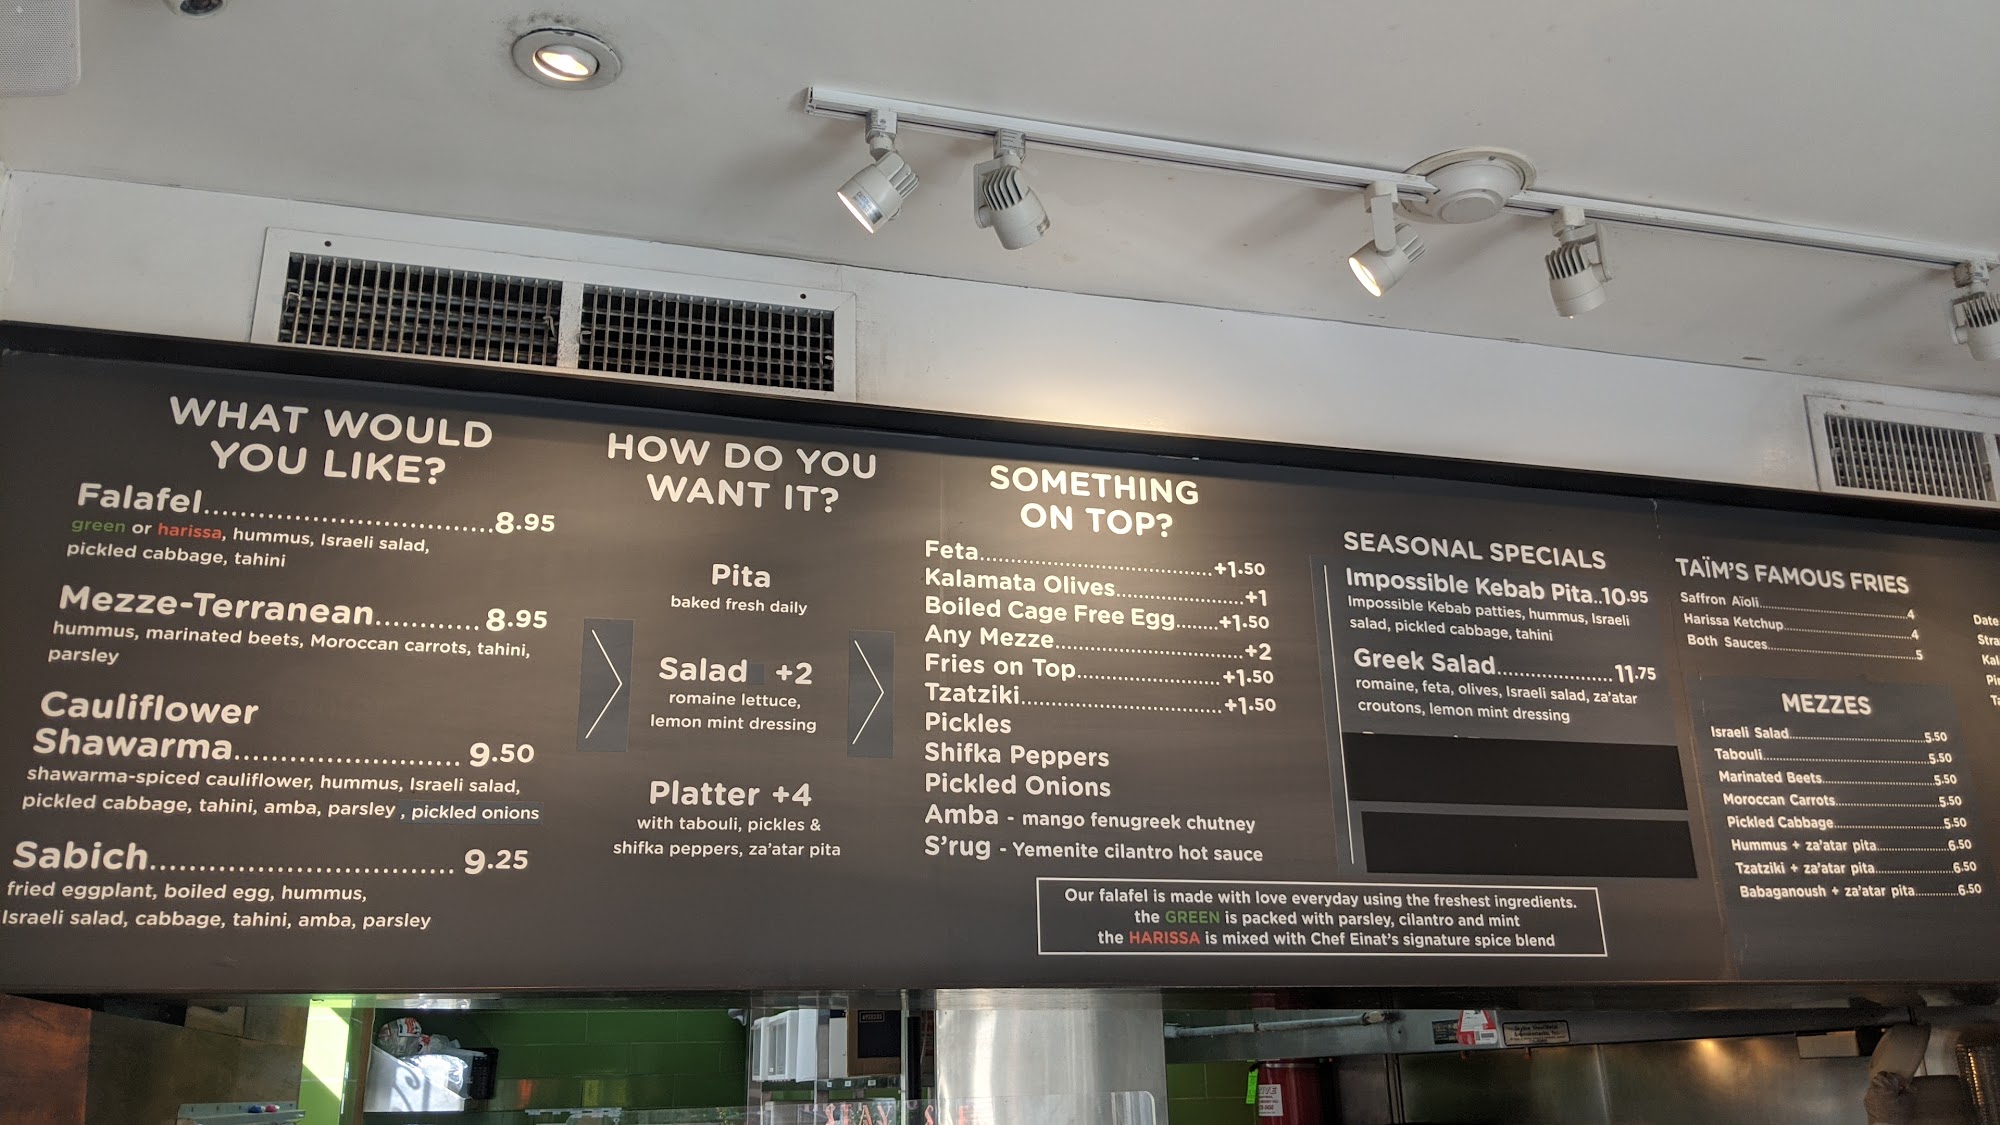 WHAT WOULD
YOU LIKE?
Falafel.................................8.95
green or harissa, hummus, Israeli salad,
pickled cabbage, tahini
Mezze-Terranean............ 8.95
hummus, marinated beets, Moroccan carrots, tahini,
parsley
Cauliflower
Shawarma.......................... 9.50
shawarma-spiced cauliflower, hummus, Israeli salad,
pickled cabbage, tahini, amba, parsley , pickled onions
Sabich.................................. 9.25
fried eggplant, boiled egg, hummus,
Israeli salad, cabbage, tahini, amba, parsley
HOW DO YOU
WANT IT?
Pita
baked fresh daily
Salad +2
romaine lettuce,
lemon mint dressing
Platter +4
with tabouli, pickles &
shifka peppers, za'atar pita
SOMETHING
ON TOP?
Feta......................................+1.50
Kalamata Olives.....................+1
Boiled Cage Free Egg.......+1.50
Any Mezze..............................+2
Fries on Top........................+1.50
Tzatziki.................................+1.50
Pickles
Shifka Peppers
Pickled Onions
Amba - mango fenugreek chutney
S'rug - Yemenite cilantro hot sauce
SEASONAL SPECIALS
Impossible Kebab Pita..10.95
Impossible Kebab patties, hummus, Israeli
salad, pickled cabbage, tahini
Greek Salad....................11.75
romaine, feta, olives, Israeli salad, za'atar
croutons, lemon mint dressing
Our falafel is made with love everyday using the freshest ingredients.
the GREEN is packed with parsley, cilantro and mint
the HARISSA is mixed with Chef Einat's signature spice blend
TAÏM'S FAMOUS FRIES
Saffron Aïoli.....................................4
Harissa Ketchup................................4
Both Sauces.....................................5
MEZZES
Israeli Salad..................................5.50
Tabouli..........................................5.50
Marinated Beets............................5.50
Moroccan Carrots.........................5.50
Pickled Cabbage...........................5.50
Hummus + za'atar pita.................6.50
Tzatziki + za'atar pita...................6.50
Babaganoush + za'atar pita..........6.50
Date